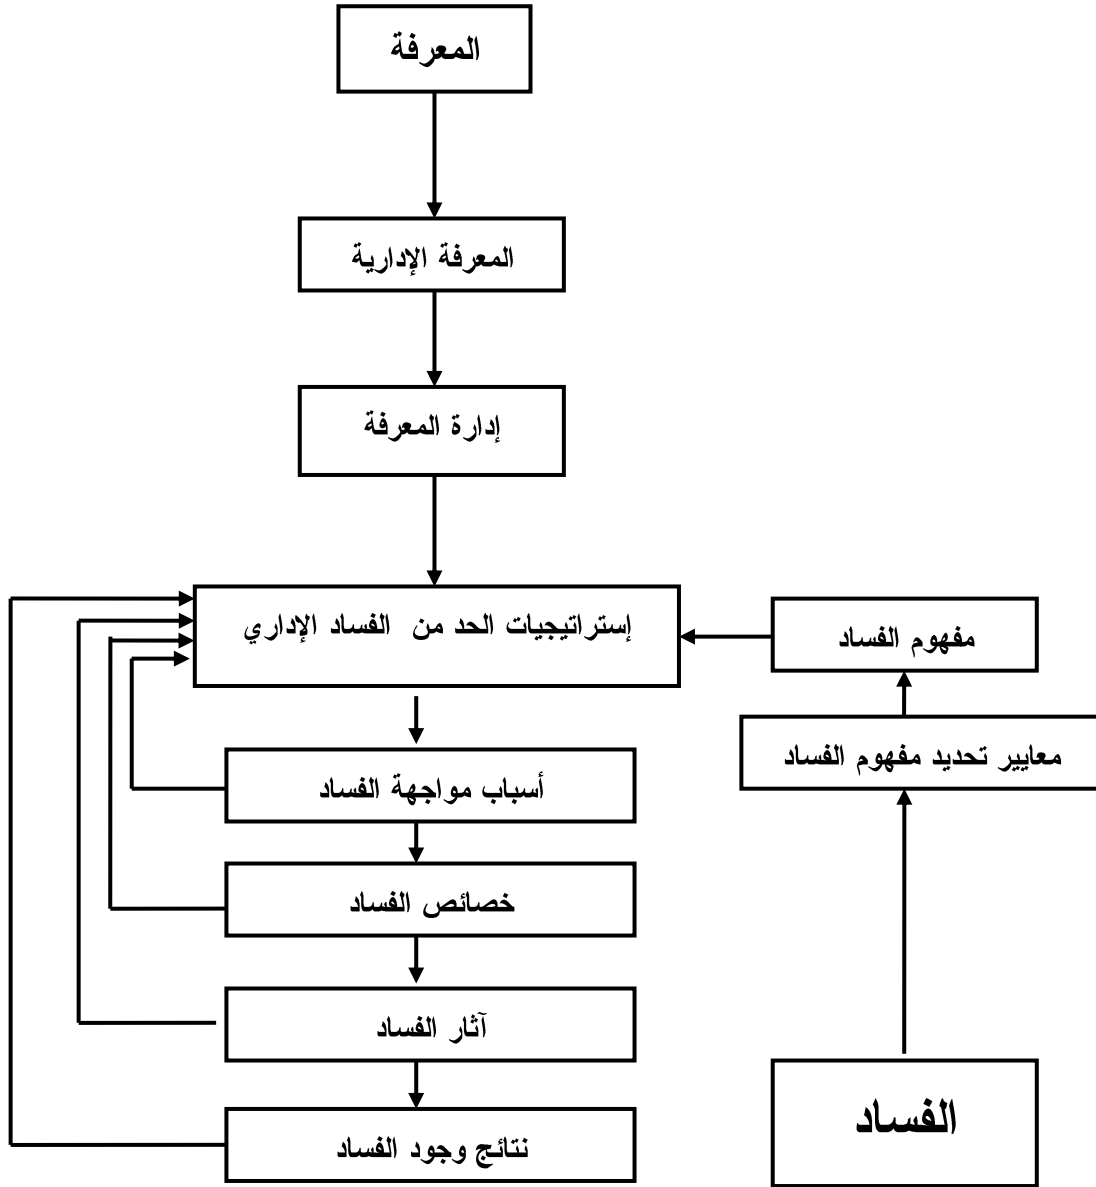 المعرفة
المعرفة الإدارية
إدارة المعرفة
إستراتيجيات الحد من الفساد الإداري
مفهوم الفساد
معايير تحديد مفهوم الفساد
أسباب مواجهة الفساد
خصائص الفساد
آثار الفساد
الفساد
نتائج وجود الفساد